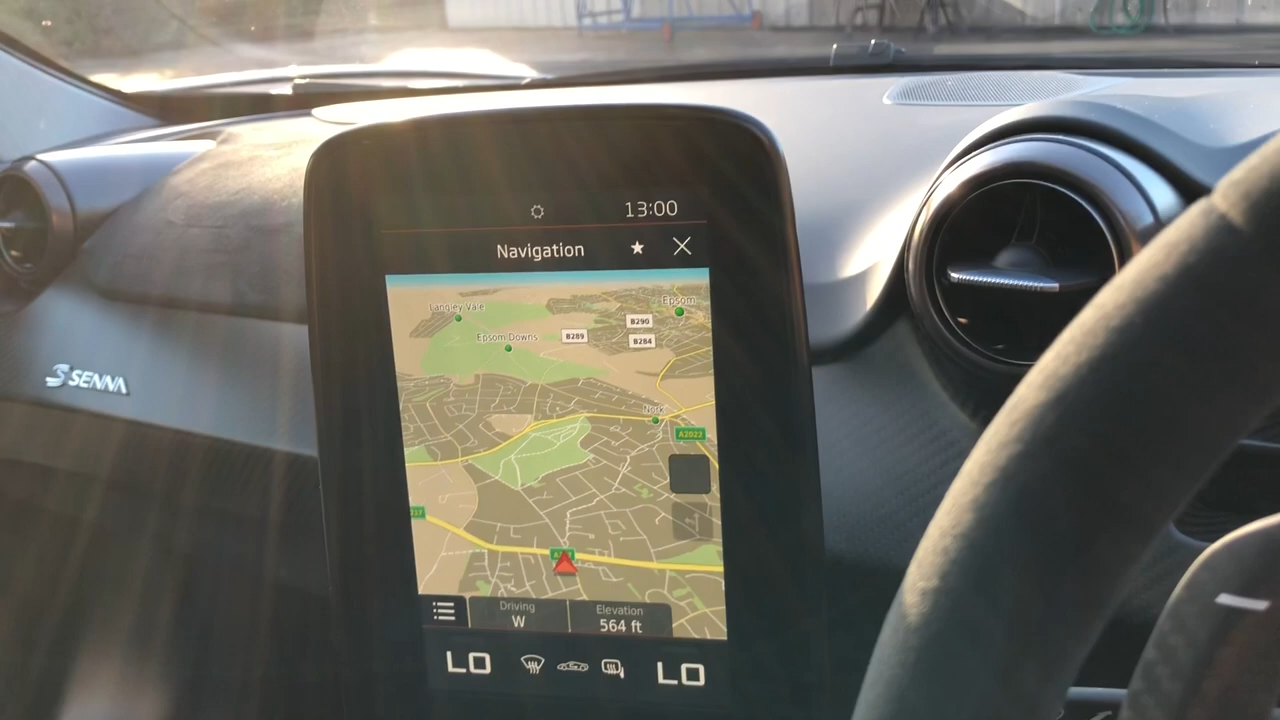 13:00
Navigation
Langley Vale
Epsom
B290
Epsom Downs
B289
B284
SENNA
Nork
A2022
Driving
W
Elevation
564 ft
LO
LO